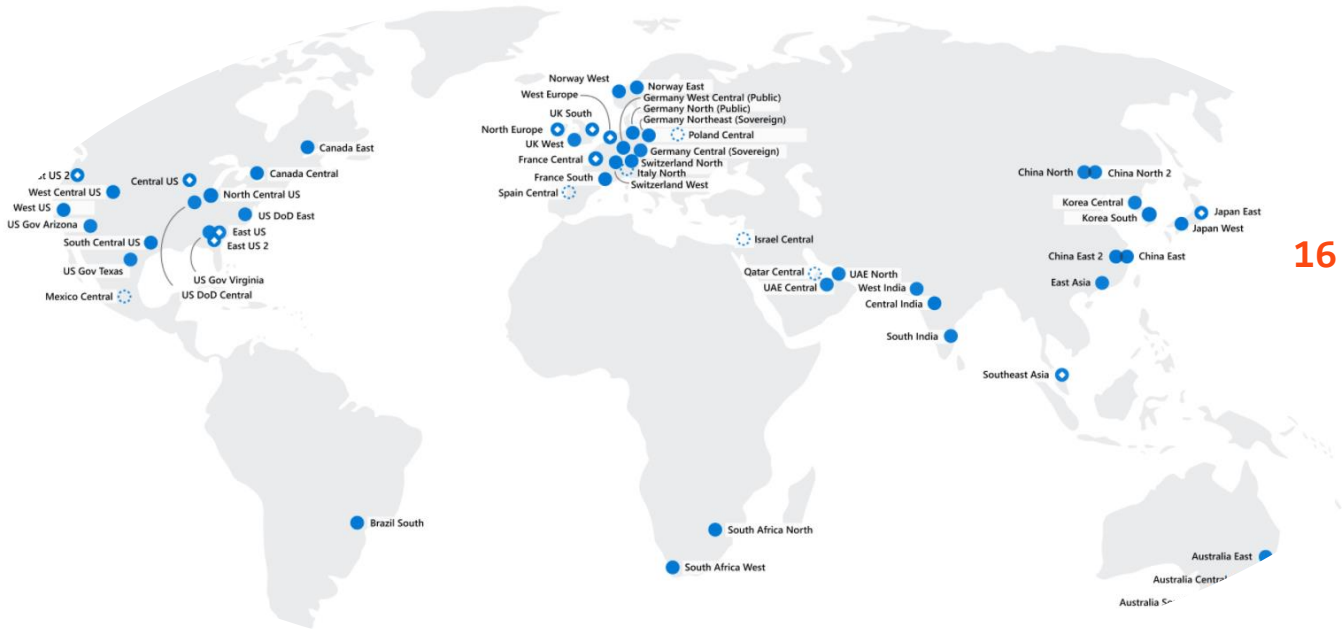 Norway West
Norway East
West Europe
Germany West Central (Public)
Germany North (Public)
UK South
Germany Northeast (Sovereign)
North Europe
Poland Central
UK West
Germany Central (Sovereign)
France Central
Switzerland North
Italy North
France South
Switzerland West
Spain Central
Canada East
US 2
Central US
Canada Central
West Central US
North Central US
West US
US DoD East
US Gov Arizona
East US
South Central US
East US 2
US Gov Texas
US Gov Virginia
US DoD Central
Mexico Central
China North
China North 2
Korea Central
Korea South
Japan East
Japan West
Israel Central
China East 2
China East
16
Qatar Central
UAE North
UAE Central
West India
East Asia
Central India
South India
Southeast Asia
Brazil South
South Africa North
South Africa West
Australia East
Australia Central
Australia